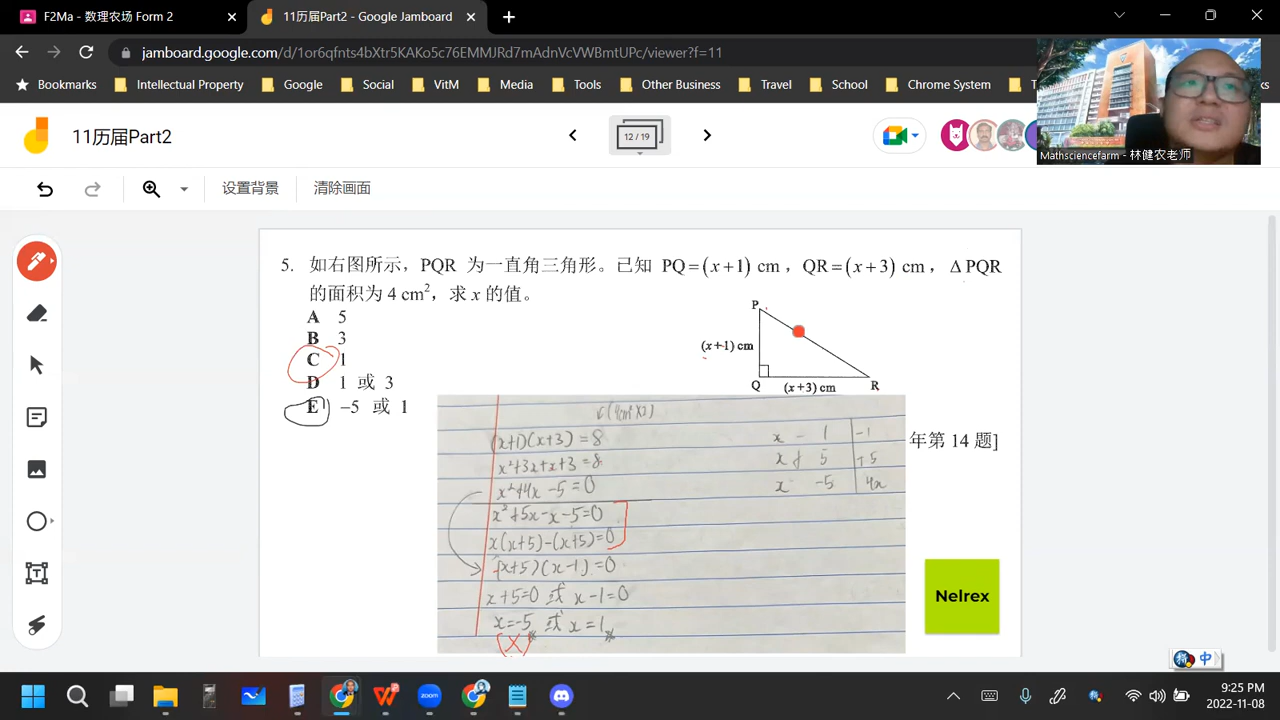 F2Ma - 数理农场 Form 2
11历届Part2 - Google Jamboard
jamboard.google.com/d/1or6qfnts4bXtr5KAKo5c76FMMJRd7mAdnVcVWBmtUPc/viewer?f=11
Bookmarks
Intellectual Property
Google
VitM
Media
Tools
Other Business
Travel
School
Chrome System
11历届Part2
12 / 19
Mathsciencefarm - 林健农老师
设置背景
清除画面
5. 如右图所示，PQR 为一直角三角形。已知 PQ=(x+1) cm，QR=(x+3) cm，Δ PQR
的面积为 4 cm²，求 x 的值。
A 5
B 3
C 1
D 1 或 3
E −5 或 1
P
(x+1) cm
Q
(x+3) cm
R
年第 14 题]
(4cm²×2)
(x+1)(x+3)=8
x²+3x+x+3=8
x²+4x-5=0
x²+5x-x-5=0
x(x+5)-(x+5)=0
(x+5)(x-1)=0
x+5=0 或 x-1=0
x=-5 或 x=1
(X)
x - 1 -1
x + 5 +5
x -5 4x
Nelrex
中
9:25 PM
2022-11-08